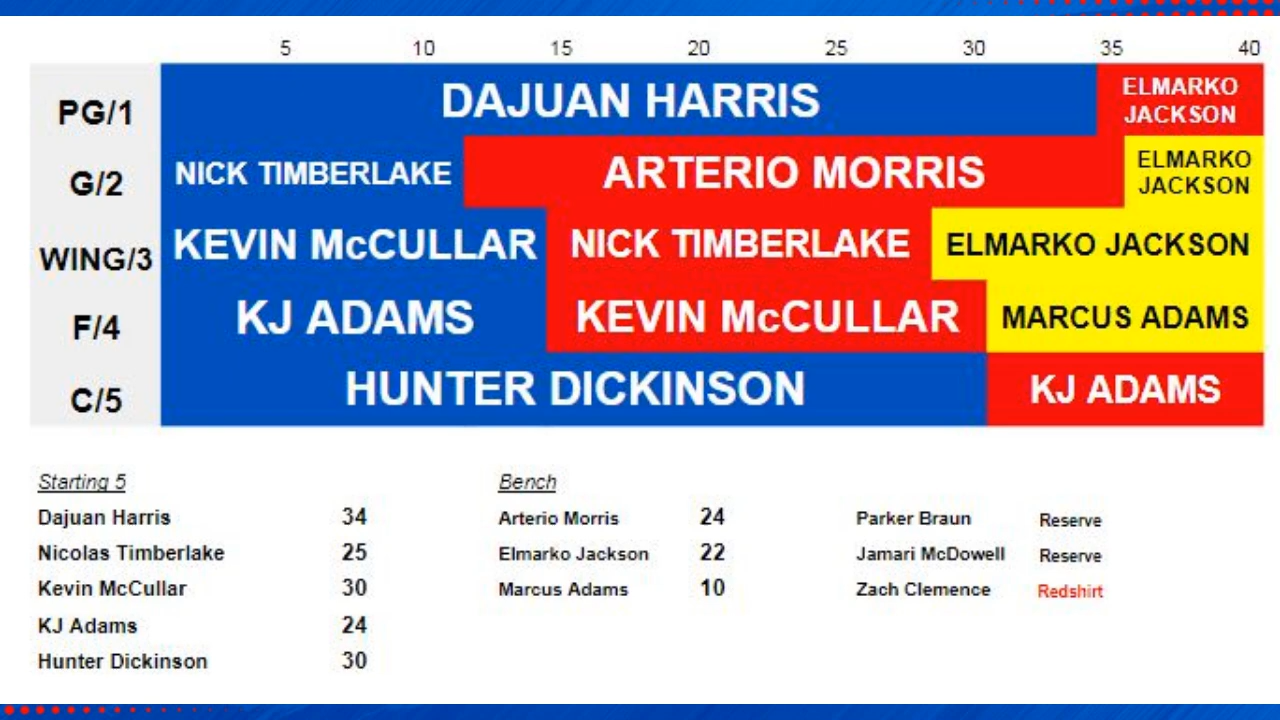 5 10 15 20 25 30 35 40
PG/1 DAJUAN HARRIS ELMARKO JACKSON
G/2 NICK TIMBERLAKE ARTERIO MORRIS ELMARKO JACKSON
WING/3 KEVIN McCULLAR NICK TIMBERLAKE ELMARKO JACKSON
F/4 KJ ADAMS KEVIN McCULLAR MARCUS ADAMS
C/5 HUNTER DICKINSON KJ ADAMS
Starting 5 Bench
Dajuan Harris 34 Arterio Morris 24 Parker Braun Reserve
Nicolas Timberlake 25 Elmarko Jackson 22 Jamari McDowell Reserve
Kevin McCullar 30 Marcus Adams 10 Zach Clemence Redshirt
KJ Adams 24
Hunter Dickinson 30